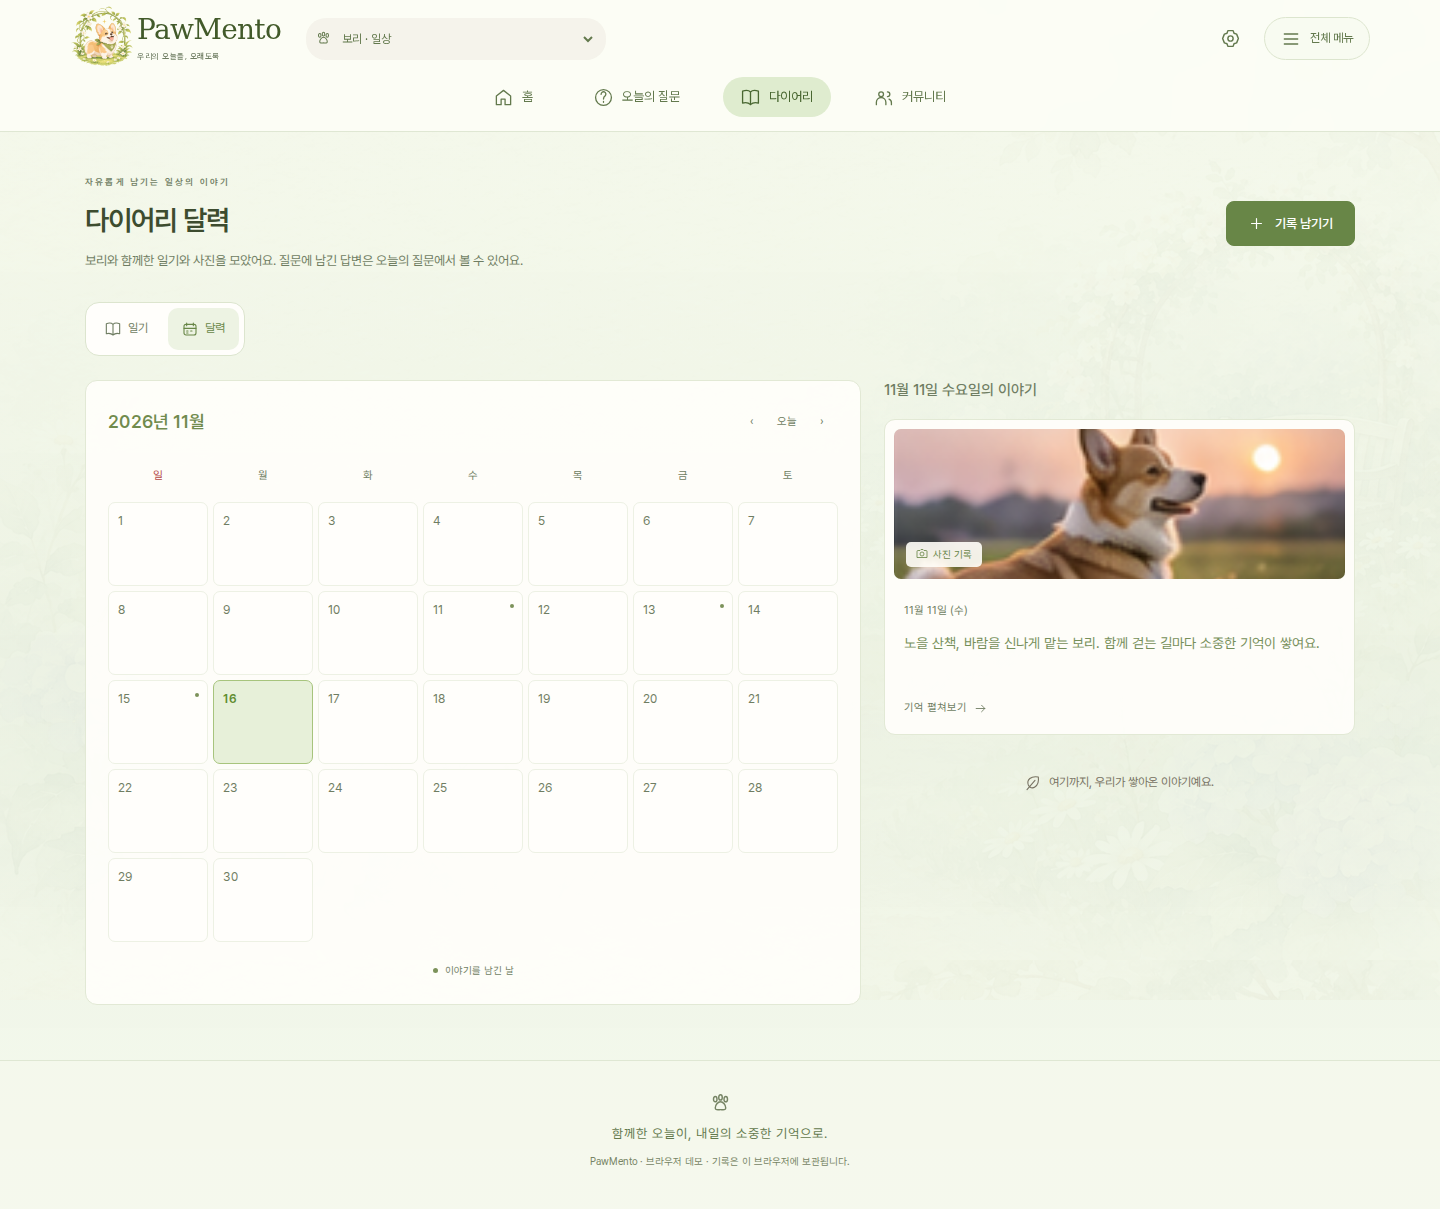 PawMento
우리의 오늘을, 오래도록
보리 · 일상
전체 메뉴
홈
오늘의 질문
다이어리
커뮤니티
자유롭게 남기는 일상의 이야기
다이어리 달력
보리와 함께한 일기와 사진을 모았어요. 질문에 남긴 답변은 오늘의 질문에서 볼 수 있어요.
기록 남기기
일기
달력
2026년 11월
‹ 오늘 ›
일 월 화 수 목 금 토
1 2 3 4 5 6 7
8 9 10 11 12 13 14
15 16 17 18 19 20 21
22 23 24 25 26 27 28
29 30
이야기를 남긴 날
11월 11일 수요일의 이야기
사진 기록
11월 11일 (수)
노을 산책, 바람을 신나게 맡는 보리. 함께 걷는 길마다 소중한 기억이 쌓여요.
기억 펼쳐보기
여기까지, 우리가 쌓아온 이야기예요.
함께한 오늘이, 내일의 소중한 기억으로.
PawMento · 브라우저 데모 · 기록은 이 브라우저에 보관됩니다.